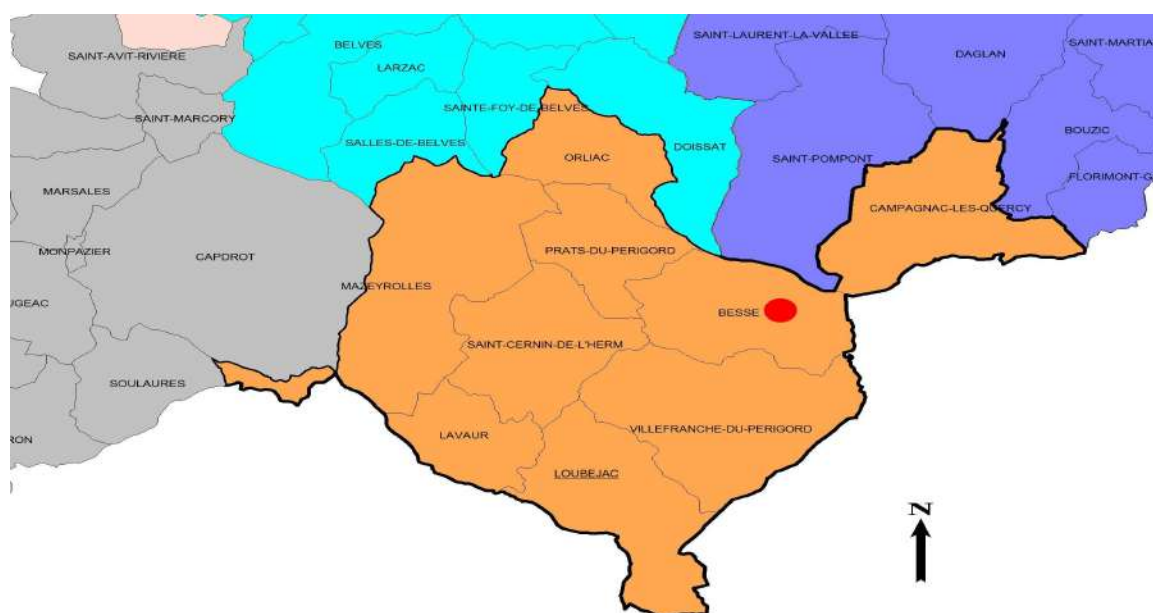 SAINT-LAURENT-LA-VALLEE
SAINT-MARTIA
BELVES
SAINT-AVIT-RIVIERE
DAGLAN
LARZAC
SAINTE-FOY-DE-BELVES
SAINT-MARCORY
BOUZIC
SALLES-DE-BELVES
DOISSAT
ORLIAC
SAINT-POMPONT
FLORIMONT-G
MARSALES
CAMPAGNAC-LES-QUERCY
MONPAZIER
PRATS-DU-PERIGORD
CAPDROT
MAZEYROLLES
UGEAC
BESSE
SAINT-CERNIN-DE-L'HERM
SOULAURES
VILLEFRANCHE-DU-PERIGORD
LAVAUR
RON
LOUBEJAC
N